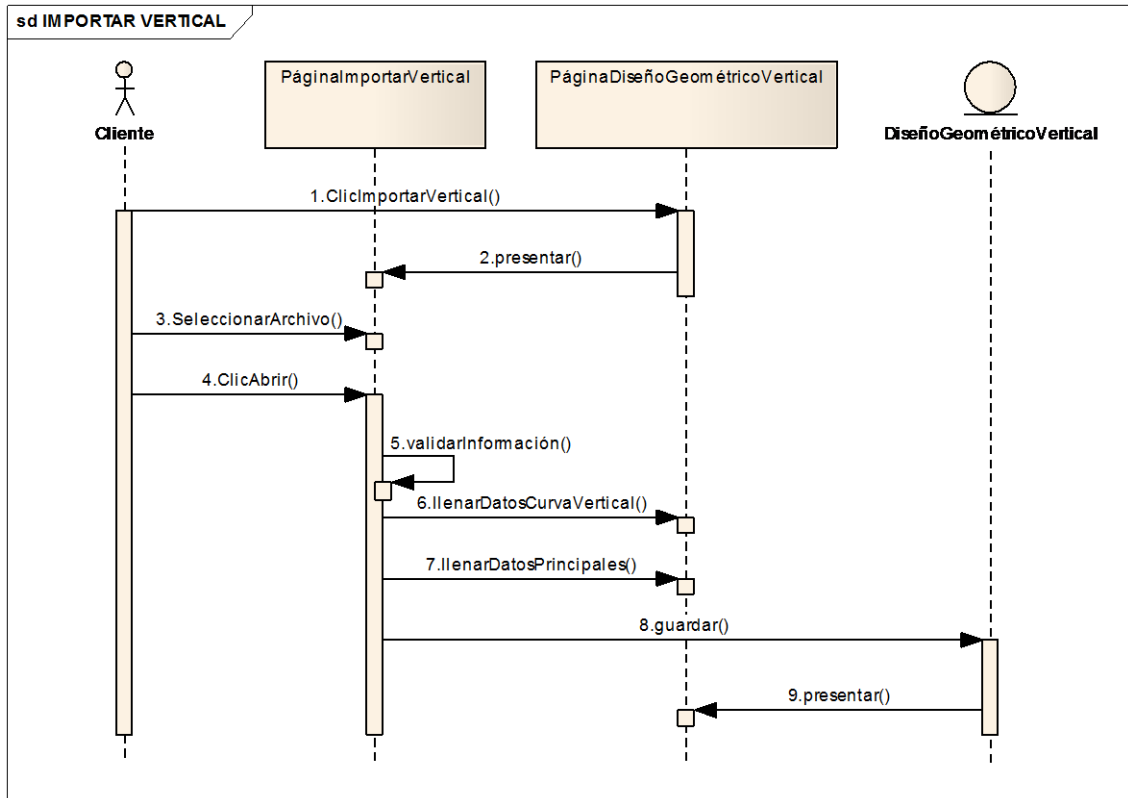 sd IMPORTAR VERTICAL
PáginaImportarVertical
PáginaDiseñoGeométricoVertical
Cliente
DiseñoGeométricoVertical
1.ClicImportarVertical()
2.presentar()
3.SeleccionarArchivo()
4.ClicAbrir()
5.validarInformación()
6.llenarDatosCurvaVertical()
7.llenarDatosPrincipales()
8.guardar()
9.presentar()